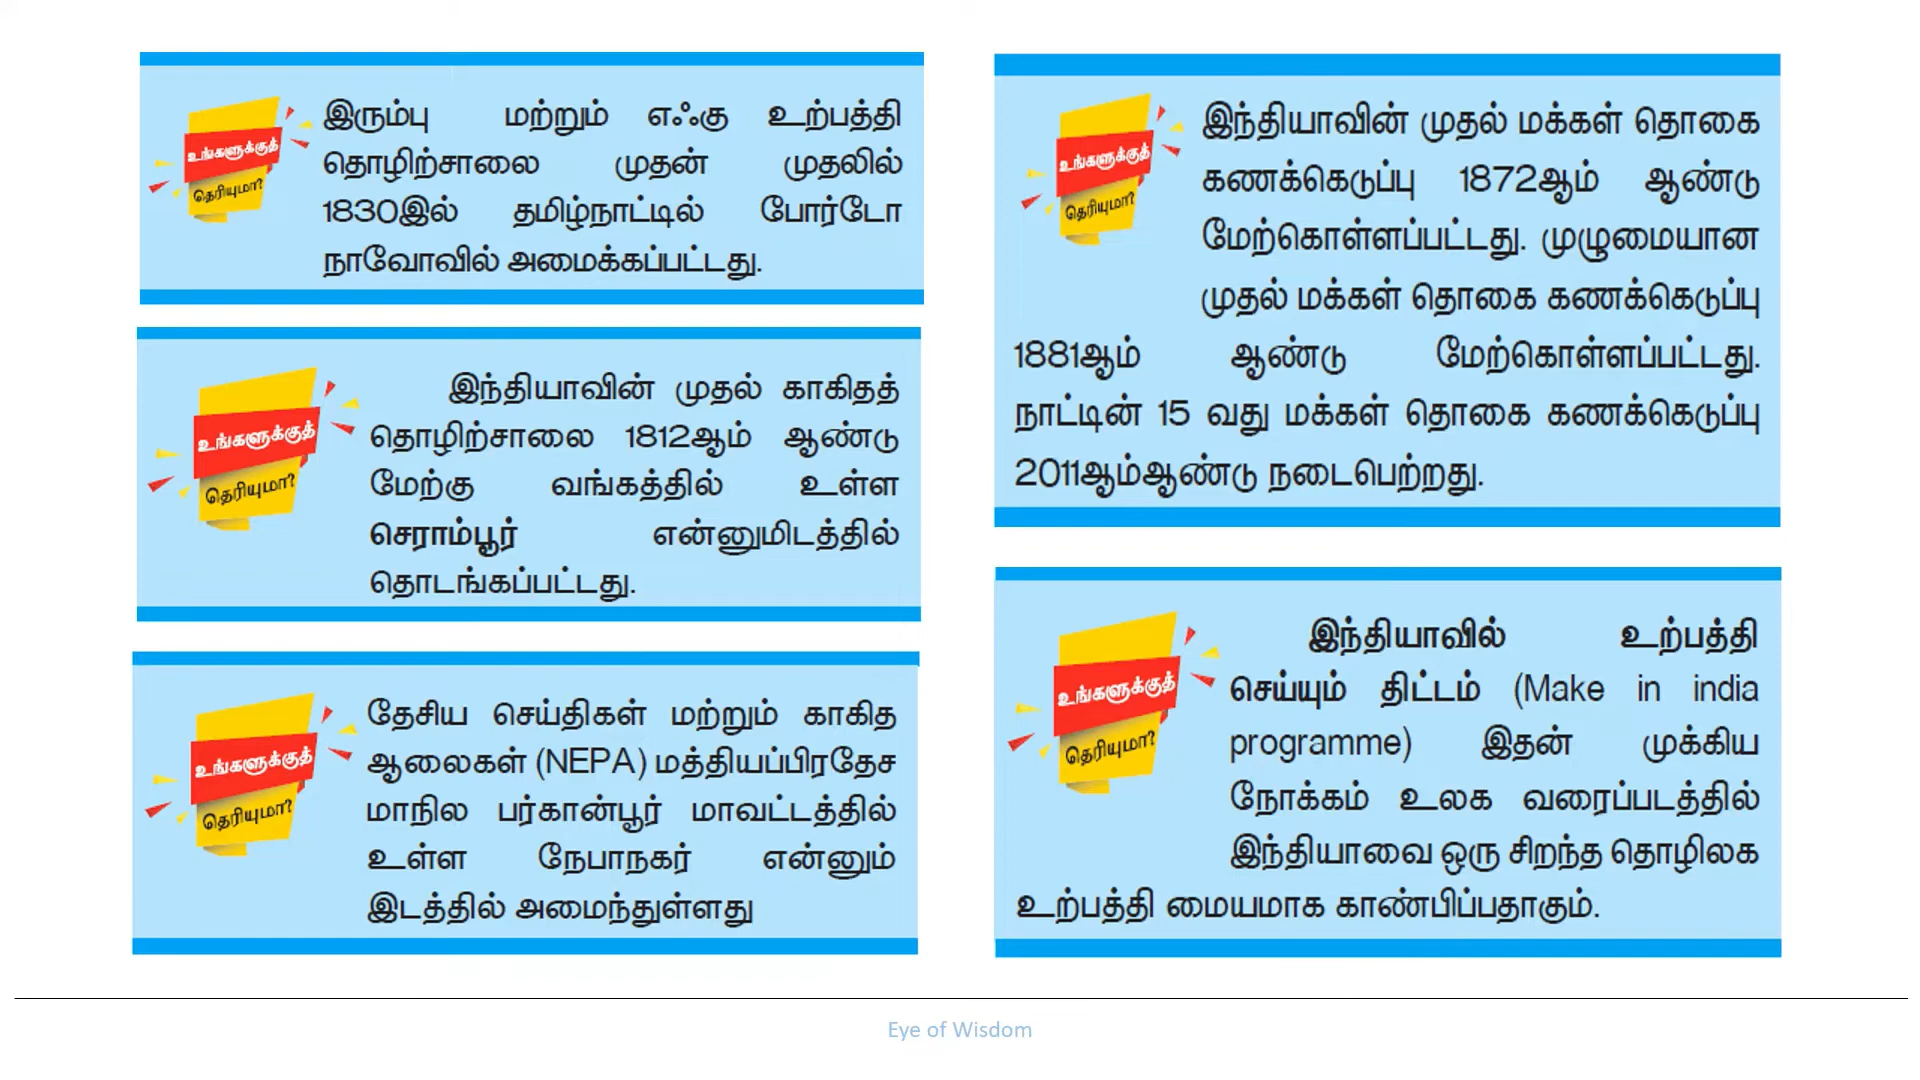 உங்களுக்குத்
தெரியுமா?
இரும்பு மற்றும் எஃகு உற்பத்தி
தொழிற்சாலை முதன் முதலில்
1830இல் தமிழ்நாட்டில் போர்டோ
நாவோவில் அமைக்கப்பட்டது.
உங்களுக்குத்
தெரியுமா?
இந்தியாவின் முதல் காகிதத்
தொழிற்சாலை 1812ஆம் ஆண்டு
மேற்கு வங்கத்தில் உள்ள
செராம்பூர் என்னுமிடத்தில்
தொடங்கப்பட்டது.
உங்களுக்குத்
தெரியுமா?
தேசிய செய்திகள் மற்றும் காகித
ஆலைகள் (NEPA) மத்தியப்பிரதேச
மாநில பர்கான்பூர் மாவட்டத்தில்
உள்ள நேபாநகர் என்னும்
இடத்தில் அமைந்துள்ளது
உங்களுக்குத்
தெரியுமா?
இந்தியாவின் முதல் மக்கள் தொகை
கணக்கெடுப்பு 1872ஆம் ஆண்டு
மேற்கொள்ளப்பட்டது. முழுமையான
முதல் மக்கள் தொகை கணக்கெடுப்பு
1881ஆம் ஆண்டு மேற்கொள்ளப்பட்டது.
நாட்டின் 15 வது மக்கள் தொகை கணக்கெடுப்பு
2011ஆம்ஆண்டு நடைபெற்றது.
உங்களுக்குத்
தெரியுமா?
இந்தியாவில் உற்பத்தி
செய்யும் திட்டம் (Make in india
programme) இதன் முக்கிய
நோக்கம் உலக வரைப்படத்தில்
இந்தியாவை ஒரு சிறந்த தொழிலக
உற்பத்தி மையமாக காண்பிப்பதாகும்.
Eye of Wisdom